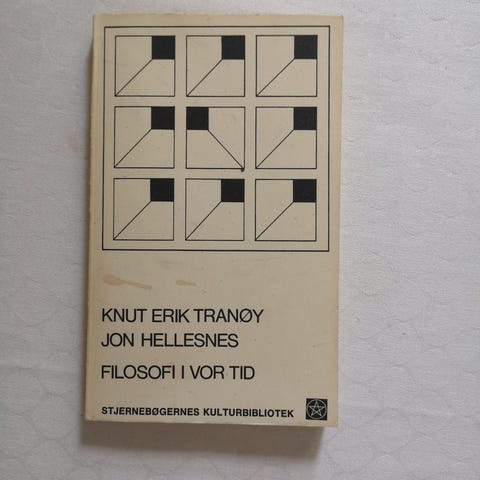 KNUT ERIK TRANØY
JON HELLESNES
FILOSOFI I VOR TID
STJERNEBØGERNES KULTURBIBLIOTEK